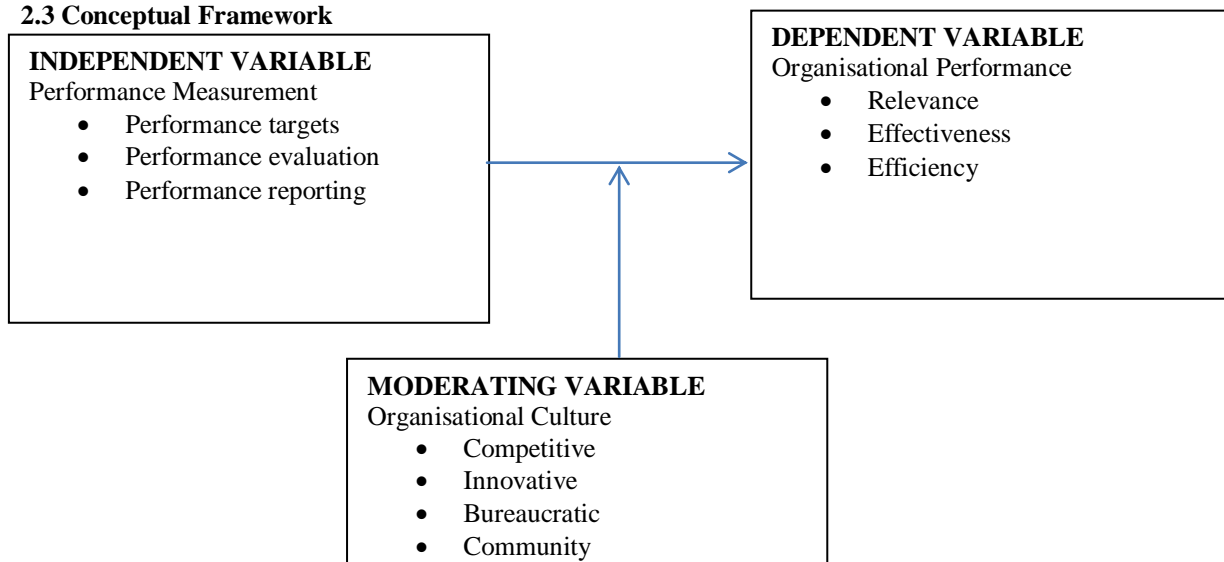 2.3 Conceptual Framework
INDEPENDENT VARIABLE
Performance Measurement
• Performance targets
• Performance evaluation
• Performance reporting
DEPENDENT VARIABLE
Organisational Performance
• Relevance
• Effectiveness
• Efficiency
MODERATING VARIABLE
Organisational Culture
• Competitive
• Innovative
• Bureaucratic
• Community